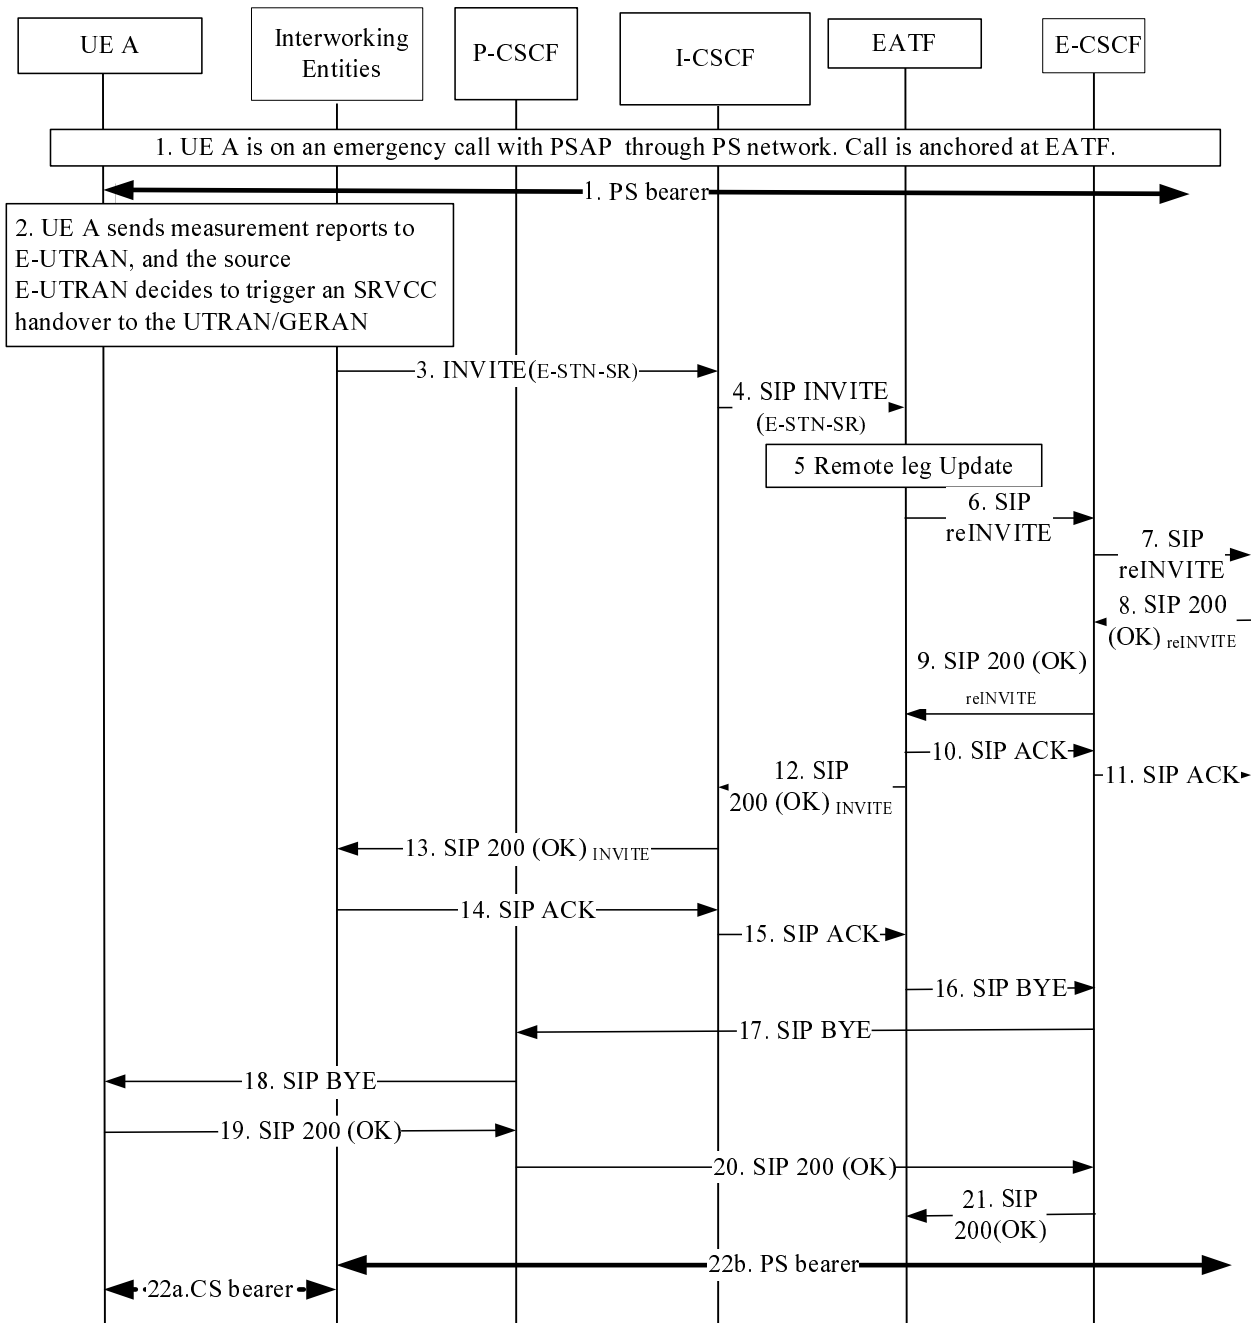 UE A
Interworking
Entities
P-CSCF
I-CSCF
EATF
E-CSCF
1. UE A is on an emergency call with PSAP through PS network. Call is anchored at EATF.
1. PS bearer
2. UE A sends measurement reports to
E-UTRAN, and the source
E-UTRAN decides to trigger an SRVCC
handover to the UTRAN/GERAN
3. INVITE(E-STN-SR)
4. SIP INVITE
(E-STN-SR)
5 Remote leg Update
6. SIP
reINVITE
7. SIP
reINVITE
8. SIP 200
(OK) reINVITE
9. SIP 200 (OK)
reINVITE
10. SIP ACK
11. SIP ACK
12. SIP
200 (OK) INVITE
13. SIP 200 (OK) INVITE
14. SIP ACK
15. SIP ACK
16. SIP BYE
17. SIP BYE
18. SIP BYE
19. SIP 200 (OK)
20. SIP 200 (OK)
21. SIP
200(OK)
22b. PS bearer
22a.CS bearer